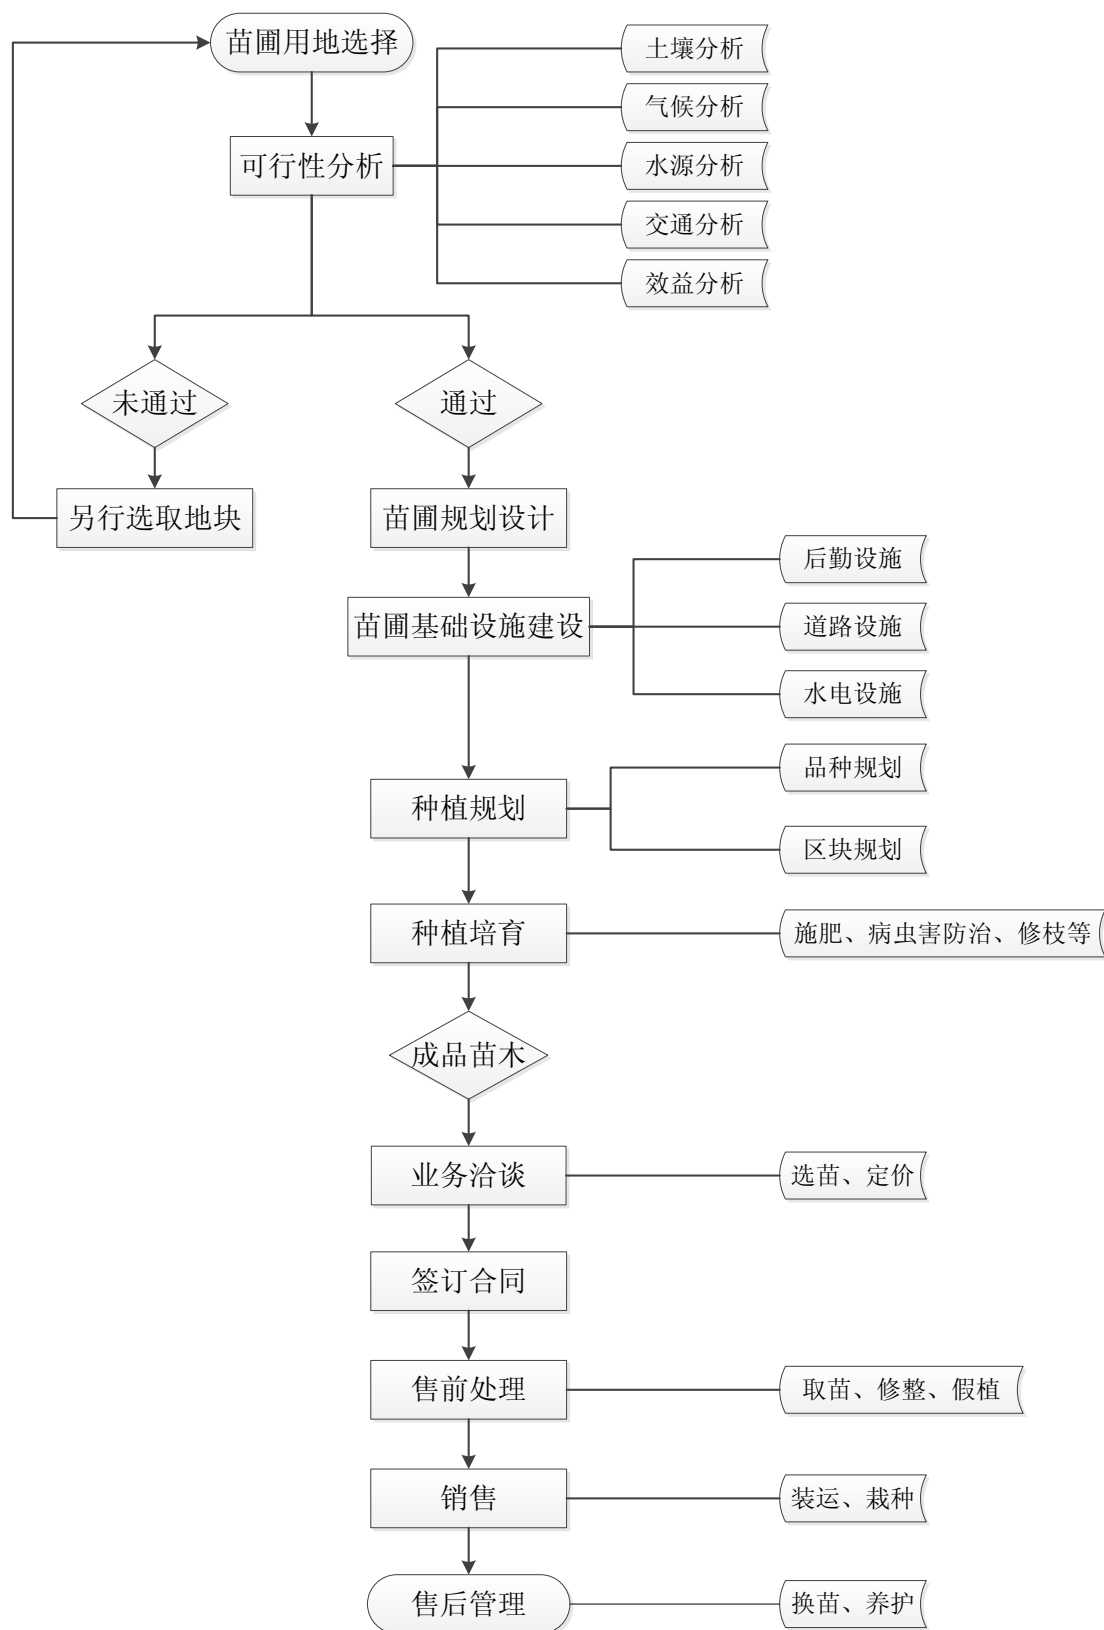 苗圃用地选择
土壤分析
气候分析
可行性分析
水源分析
交通分析
效益分析
未通过
通过
另行选取地块
苗圃规划设计
后勤设施
苗圃基础设施建设
道路设施
水电设施
品种规划
种植规划
区块规划
种植培育
施肥、病虫害防治、修枝等
成品苗木
业务洽谈
选苗、定价
签订合同
售前处理
取苗、修整、假植
销售
装运、栽种
售后管理
换苗、养护